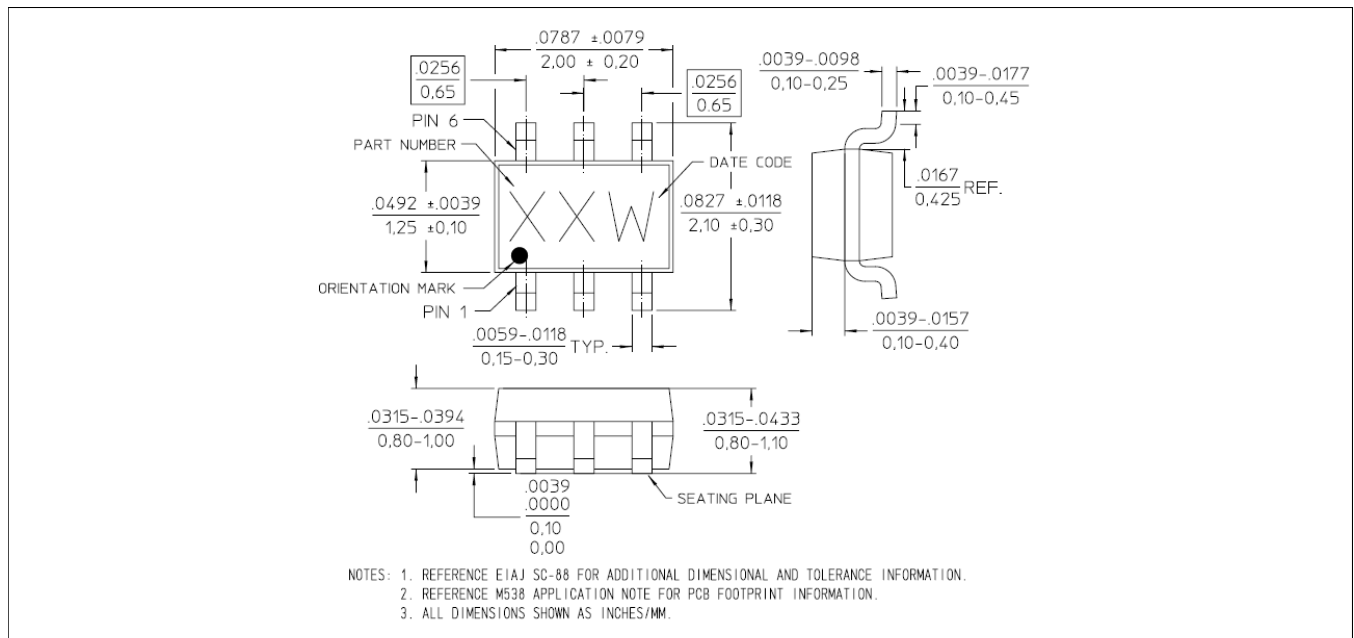 .0787 ±.0079
2,00 ± 0,20
.0256
0,65
.0256
0.65
.0039-.0098
0,10-0,25
.0039-.0177
0,10-0,45
PIN 6
PART NUMBER
DATE CODE
XXW
.0492 ±.0039
1,25 ±0,10
.0827 ±.0118
2,10 ±0,30
.0167
0,425
REF.
ORIENTATION MARK
PIN 1
.0059-.0118
0,15-0,30
TYP.
.0039-.0157
0,10-0,40
.0315-.0394
0,80-1,00
.0315-.0433
0,80-1,10
.0039
.0000
0,10
0,00
SEATING PLANE
NOTES: 1. REFERENCE EIAJ SC-88 FOR ADDITIONAL DIMENSIONAL AND TOLERANCE INFORMATION.
2. REFERENCE M538 APPLICATION NOTE FOR PCB FOOTPRINT INFORMATION.
3. ALL DIMENSIONS SHOWN AS INCHES/MM.